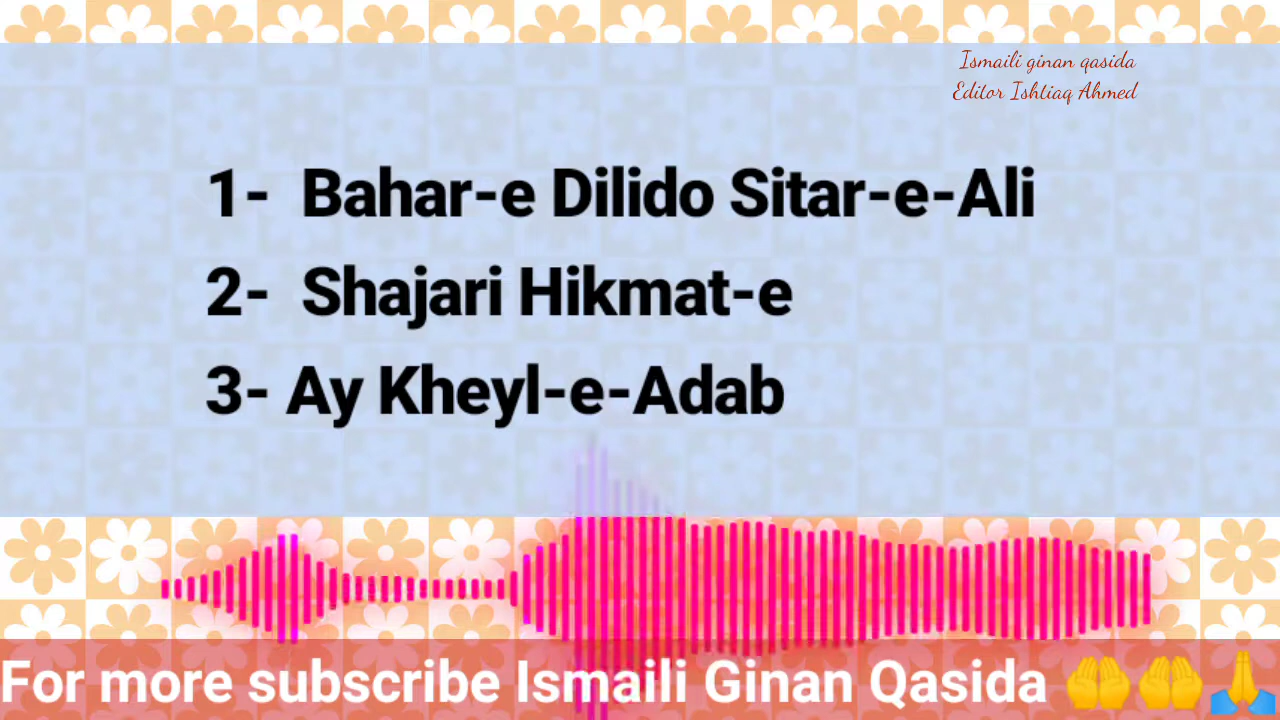 Ismaili ginan qasida
Editor Ishtiaq Ahmed
1- Bahar-e Dilido Sitar-e-Ali
2- Shajari Hikmat-e
3- Ay Kheyl-e-Adab
For more subscribe Ismaili Ginan Qasida 🤲🤲🙏